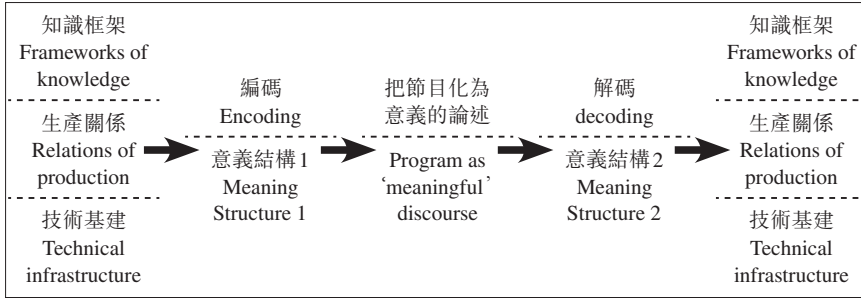 知識框架
Frameworks of
knowledge
生產關係
Relations of
production
技術基建
Technical
infrastructure
編碼
Encoding
意義結構1
Meaning
Structure 1
把節目化為
意義的論述
Program as
‘meaningful’
discourse
解碼
decoding
意義結構2
Meaning
Structure 2
知識框架
Frameworks of
knowledge
生產關係
Relations of
production
技術基建
Technical
infrastructure